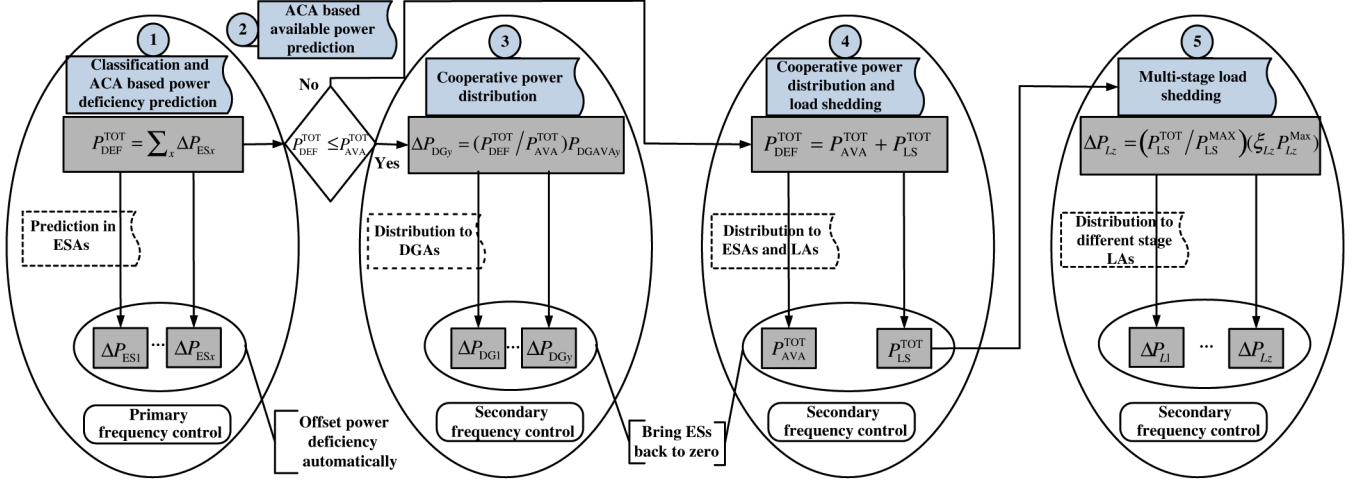 1
Classification and
ACA based power
deficiency prediction
P_DEF^TOT = ∑_x ΔP_ESx
Prediction in
ESAs
ΔP_ES1 ... ΔP_ESx
Primary
frequency control
Offset power
deficiency
automatically
2
ACA based
available power
prediction
No
P_DEF^TOT ≤ P_AVA^TOT
Yes
3
Cooperative power
distribution
ΔP_DGy = (P_DEF^TOT / P_AVA^TOT) P_DGAVAy
Distribution to
DGAs
ΔP_DG1 ... ΔP_DGy
Secondary
frequency control
Bring ESs
back to zero
4
Cooperative power
distribution and
load shedding
P_DEF^TOT = P_AVA^TOT + P_LS^TOT
Distribution to
ESAs and LAs
P_AVA^TOT P_LS^TOT
Secondary
frequency control
5
Multi-stage load
shedding
ΔP_Lz = (P_LS^TOT / P_LS^MAX)(ξ_Lz P_Lz^Max)
Distribution to
different stage
LAs
ΔP_L1 ... ΔP_Lz
Secondary
frequency control